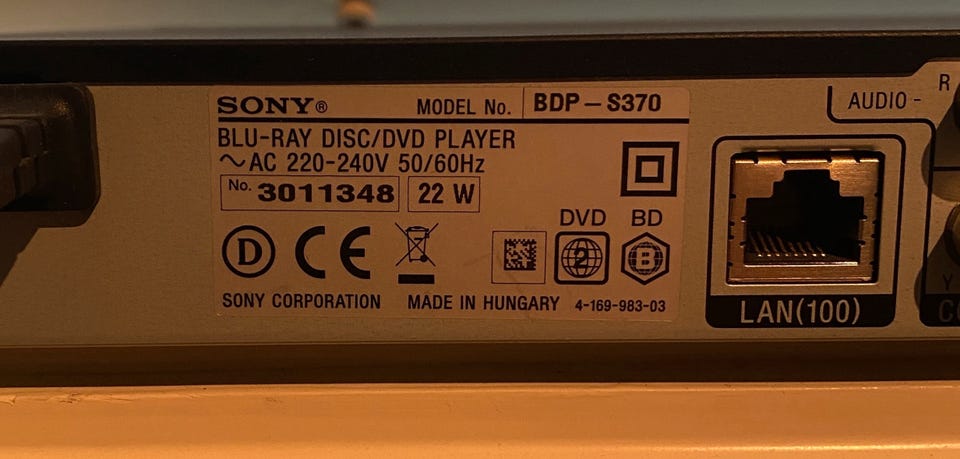 SONY® MODEL No. BDP-S370
BLU-RAY DISC/DVD PLAYER
~AC 220-240V 50/60Hz
No. 3011348 22 W
D CE
DVD BD
2 B
SONY CORPORATION MADE IN HUNGARY 4-169-983-03
LAN(100)
AUDIO - R
Y